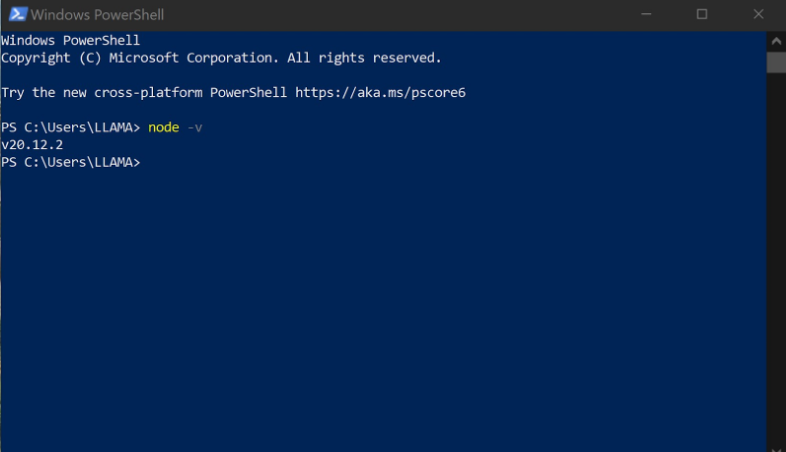 Windows PowerShell
Windows PowerShell
Copyright (C) Microsoft Corporation. All rights reserved.
Try the new cross-platform PowerShell https://aka.ms/pscore6
PS C:\Users\LLAMA> node -v
v20.12.2
PS C:\Users\LLAMA>